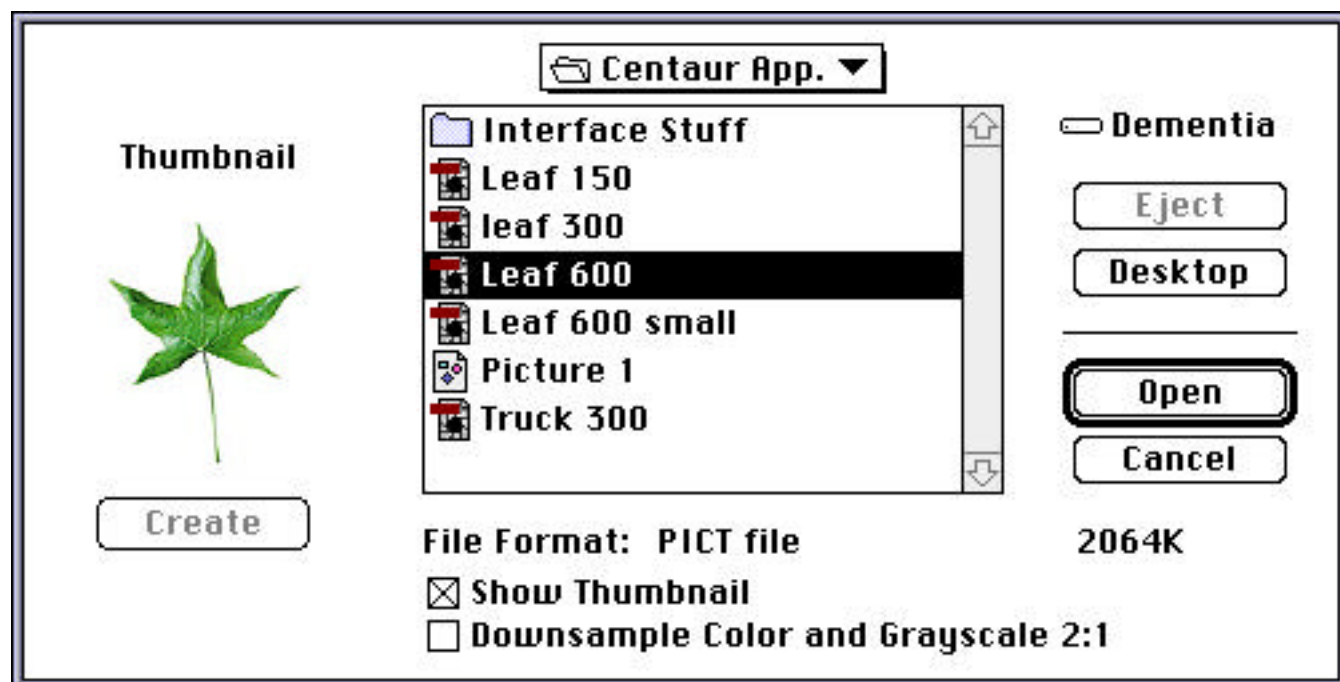 Centaur App.
Thumbnail
Interface Stuff
Leaf 150
leaf 300
Leaf 600
Leaf 600 small
Picture 1
Truck 300
Create
Dementia
Eject
Desktop
Open
Cancel
File Format: PICT file
2064K
Show Thumbnail
Downsample Color and Grayscale 2:1